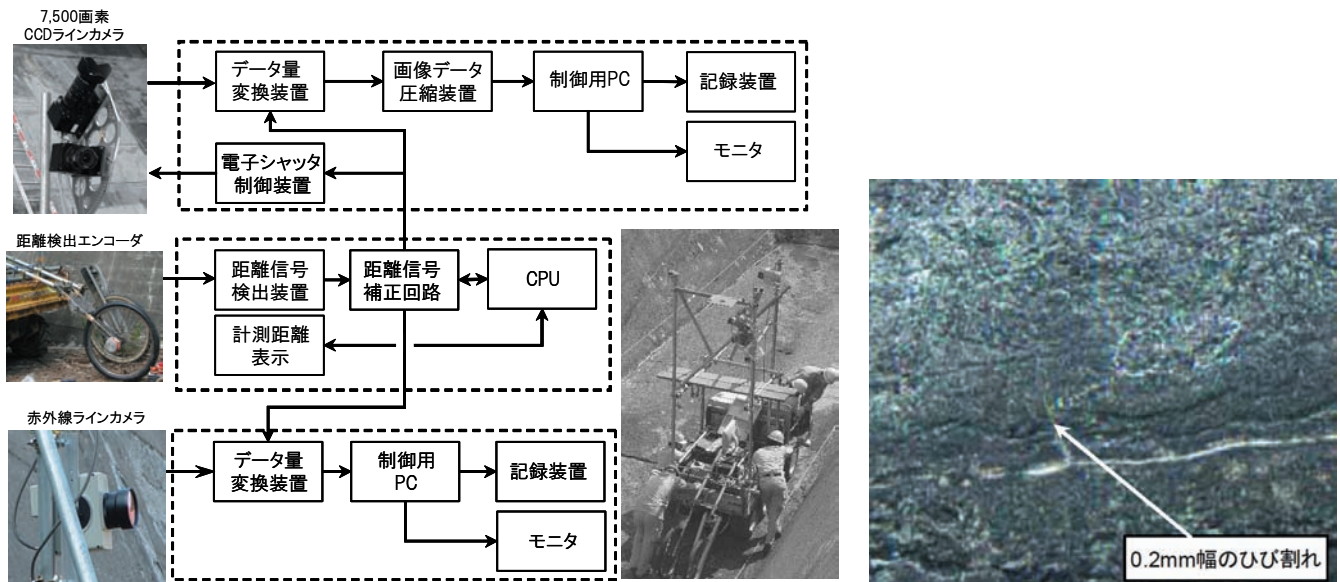 7,500画素
CCDラインカメラ
データ量
変換装置
画像データ
圧縮装置
制御用PC
記録装置
モニタ
電子シャッタ
制御装置
距離検出エンコーダ
距離信号
検出装置
距離信号
補正回路
CPU
計測距離
表示
赤外線ラインカメラ
データ量
変換装置
制御用
PC
記録装置
モニタ
0.2mm幅のひび割れ